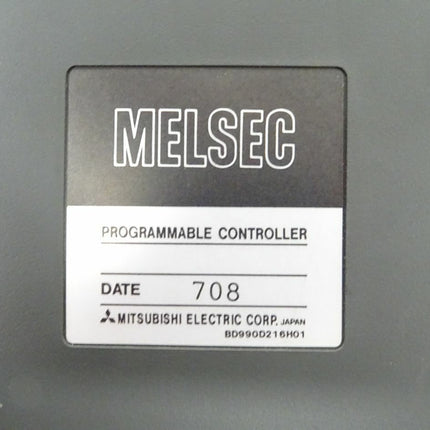 MELSEC
PROGRAMMABLE CONTROLLER
DATE 708
MITSUBISHI ELECTRIC CORP. JAPAN
BD990D216H01